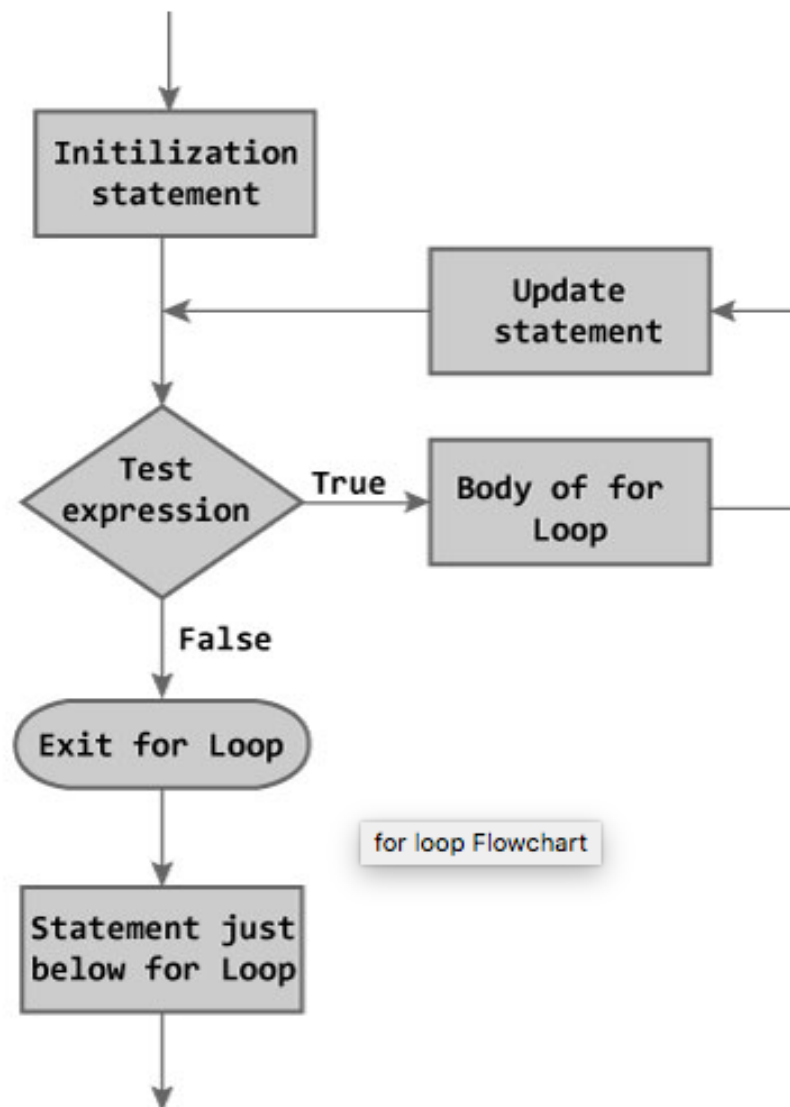 Initilization
statement
Update
statement
Test
expression
True
Body of for
Loop
False
Exit for Loop
for loop Flowchart
Statement just
below for Loop